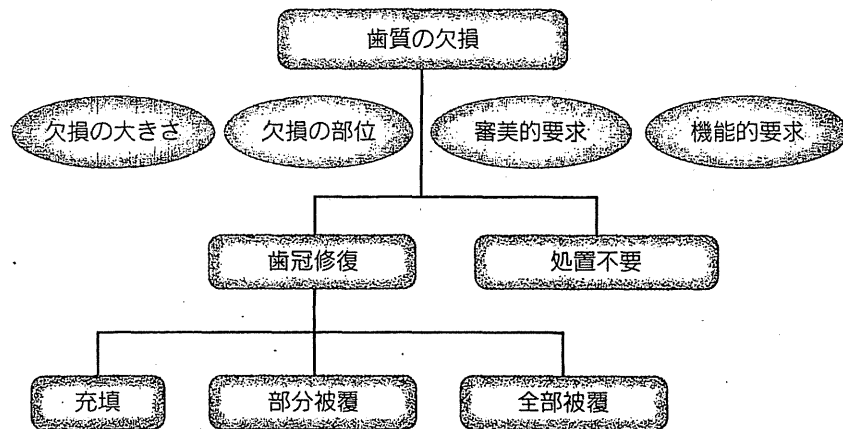 歯質の欠損
欠損の大きさ
欠損の部位
審美的要求
機能的要求
歯冠修復
処置不要
充填
部分被覆
全部被覆